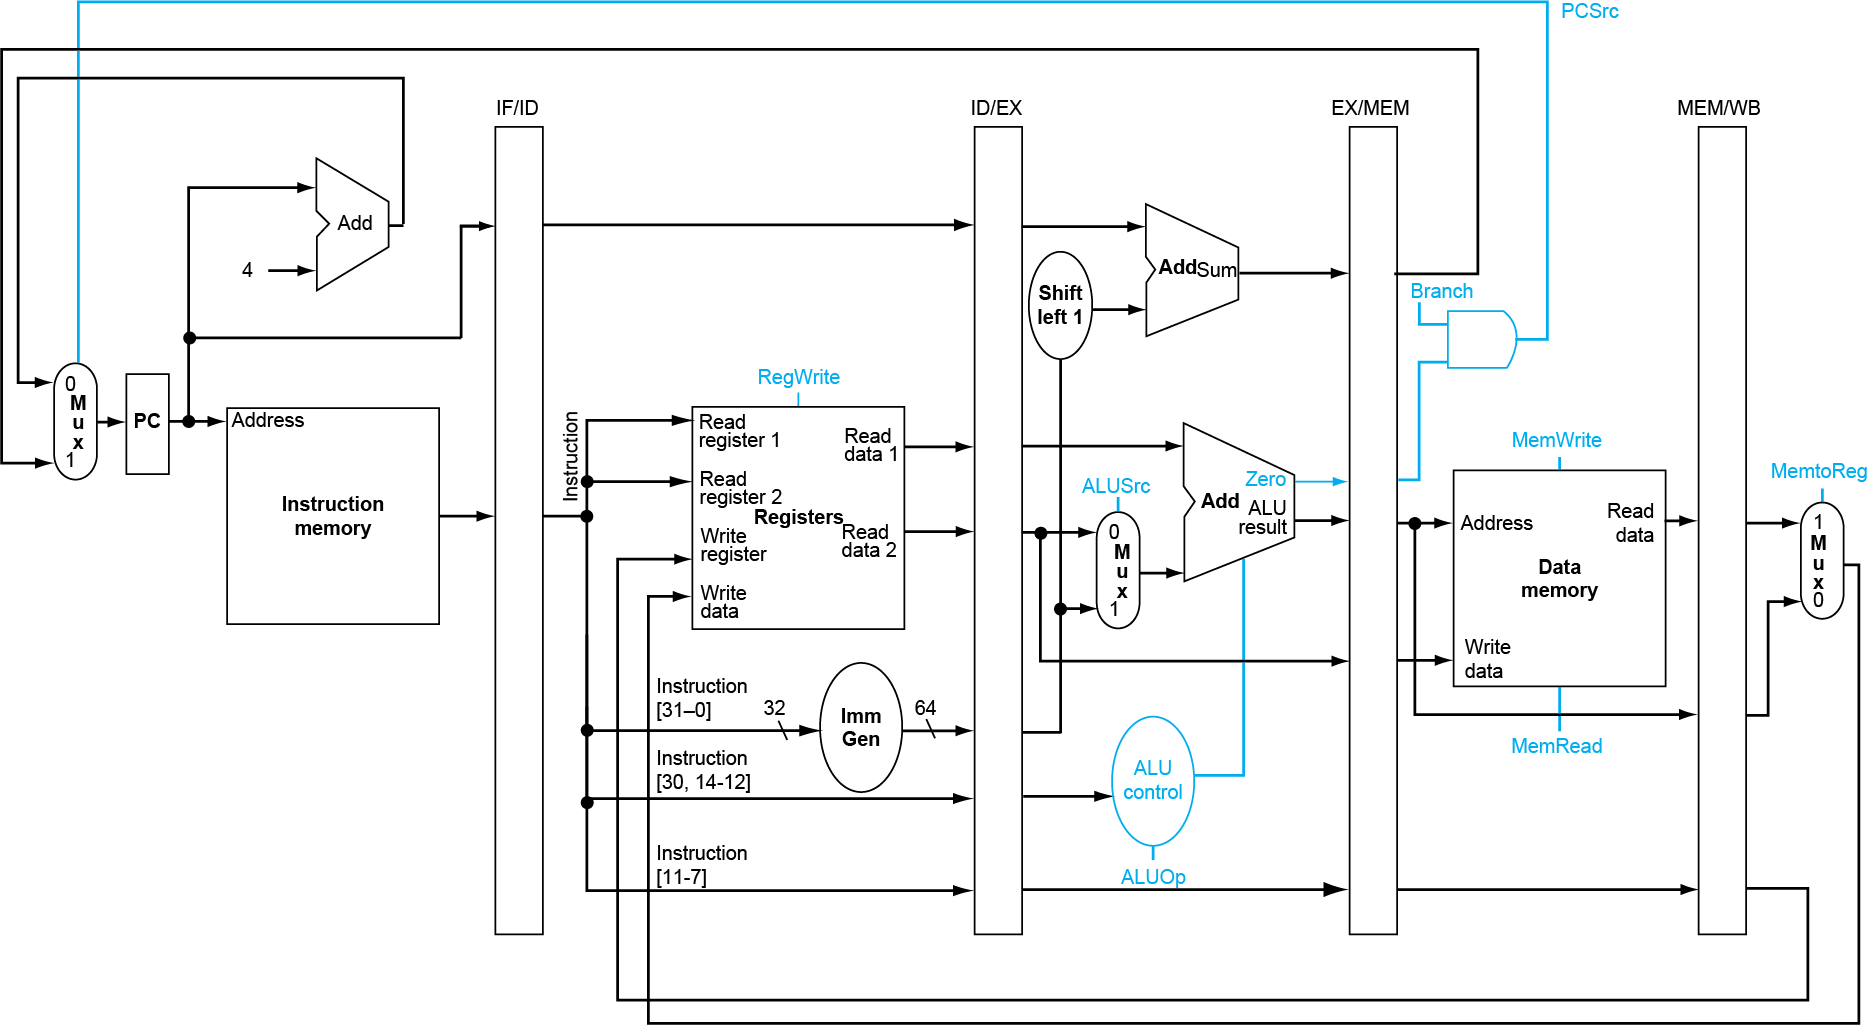 PCSrc
IF/ID
ID/EX
EX/MEM
MEM/WB
Add
4
Add Sum
Shift
left 1
Branch
0
M
u
x
1
PC
Address
Instruction
memory
Instruction
RegWrite
Read
register 1
Read
register 2
Write
register
Write
data
Registers
Read
data 1
Read
data 2
ALUSrc
0
M
u
x
1
Zero
Add
ALU
result
MemWrite
Address
Read
data
Data
memory
Write
data
MemRead
MemtoReg
1
M
u
x
0
Instruction
[31–0]
32
Imm
Gen
64
Instruction
[30, 14-12]
ALU
control
ALUOp
Instruction
[11-7]